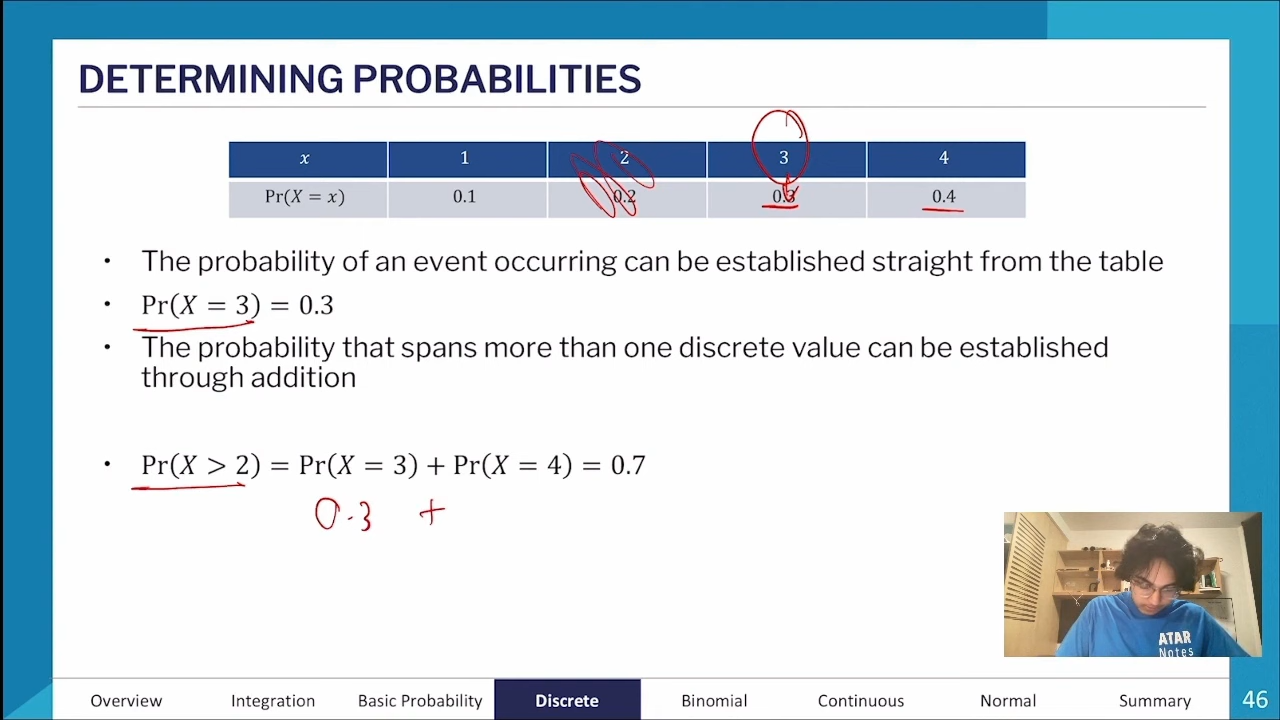 DETERMINING PROBABILITIES
x 1 2 3 4
Pr(X = x) 0.1 0.2 0.3 0.4
• The probability of an event occurring can be established straight from the table
• Pr(X = 3) = 0.3
• The probability that spans more than one discrete value can be established
through addition
• Pr(X > 2) = Pr(X = 3) + Pr(X = 4) = 0.7
0.3 +
ATAR
Notes
Overview Integration Basic Probability Discrete Binomial Continuous Normal Summary 46